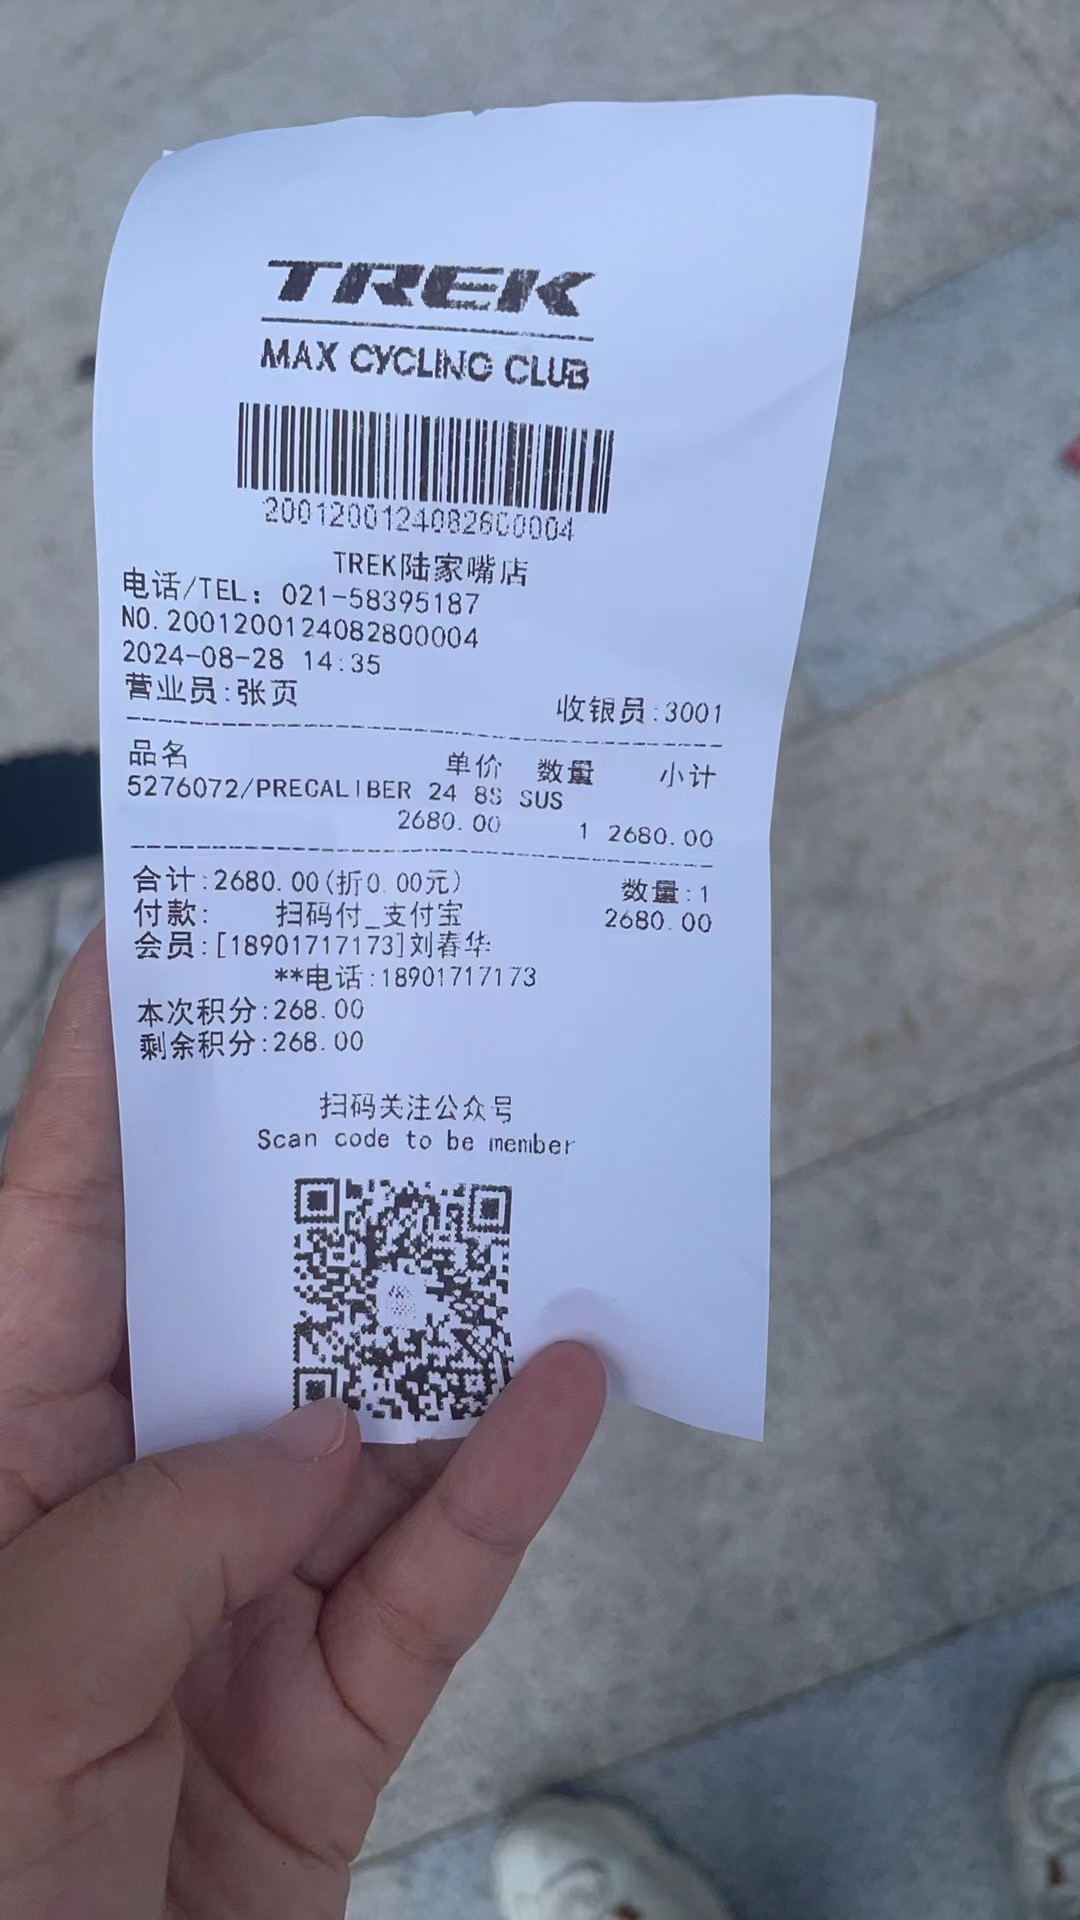 TREK
MAX CYCLING CLUB
2001200124082800004
TREK陆家嘴店
电话/TEL: 021-58395187
NO.2001200124082800004
2024-08-28 14:35
营业员:张页 收银员:3001
品名 单价 数量 小计
5276072/PRECALIBER 24 8S SUS
2680.00 1 2680.00
合计:2680.00(折0.00元) 数量:1
付款: 扫码付_支付宝 2680.00
会员:[18901717173]刘春华
**电话:18901717173
本次积分:268.00
剩余积分:268.00
扫码关注公众号
Scan code to be member